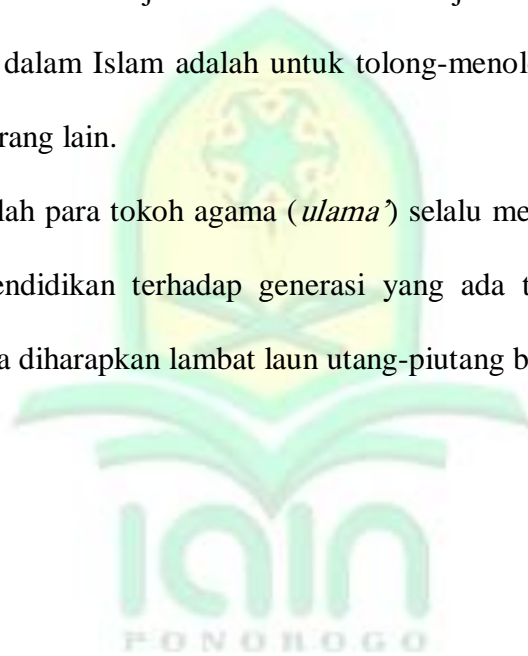 dalam Islam adalah untuk tolong-menol
rang lain.
lah para tokoh agama (ulama’) selalu me
endidikan terhadap generasi yang ada t
a diharapkan lambat laun utang-piutang b
iain
PONOROGO